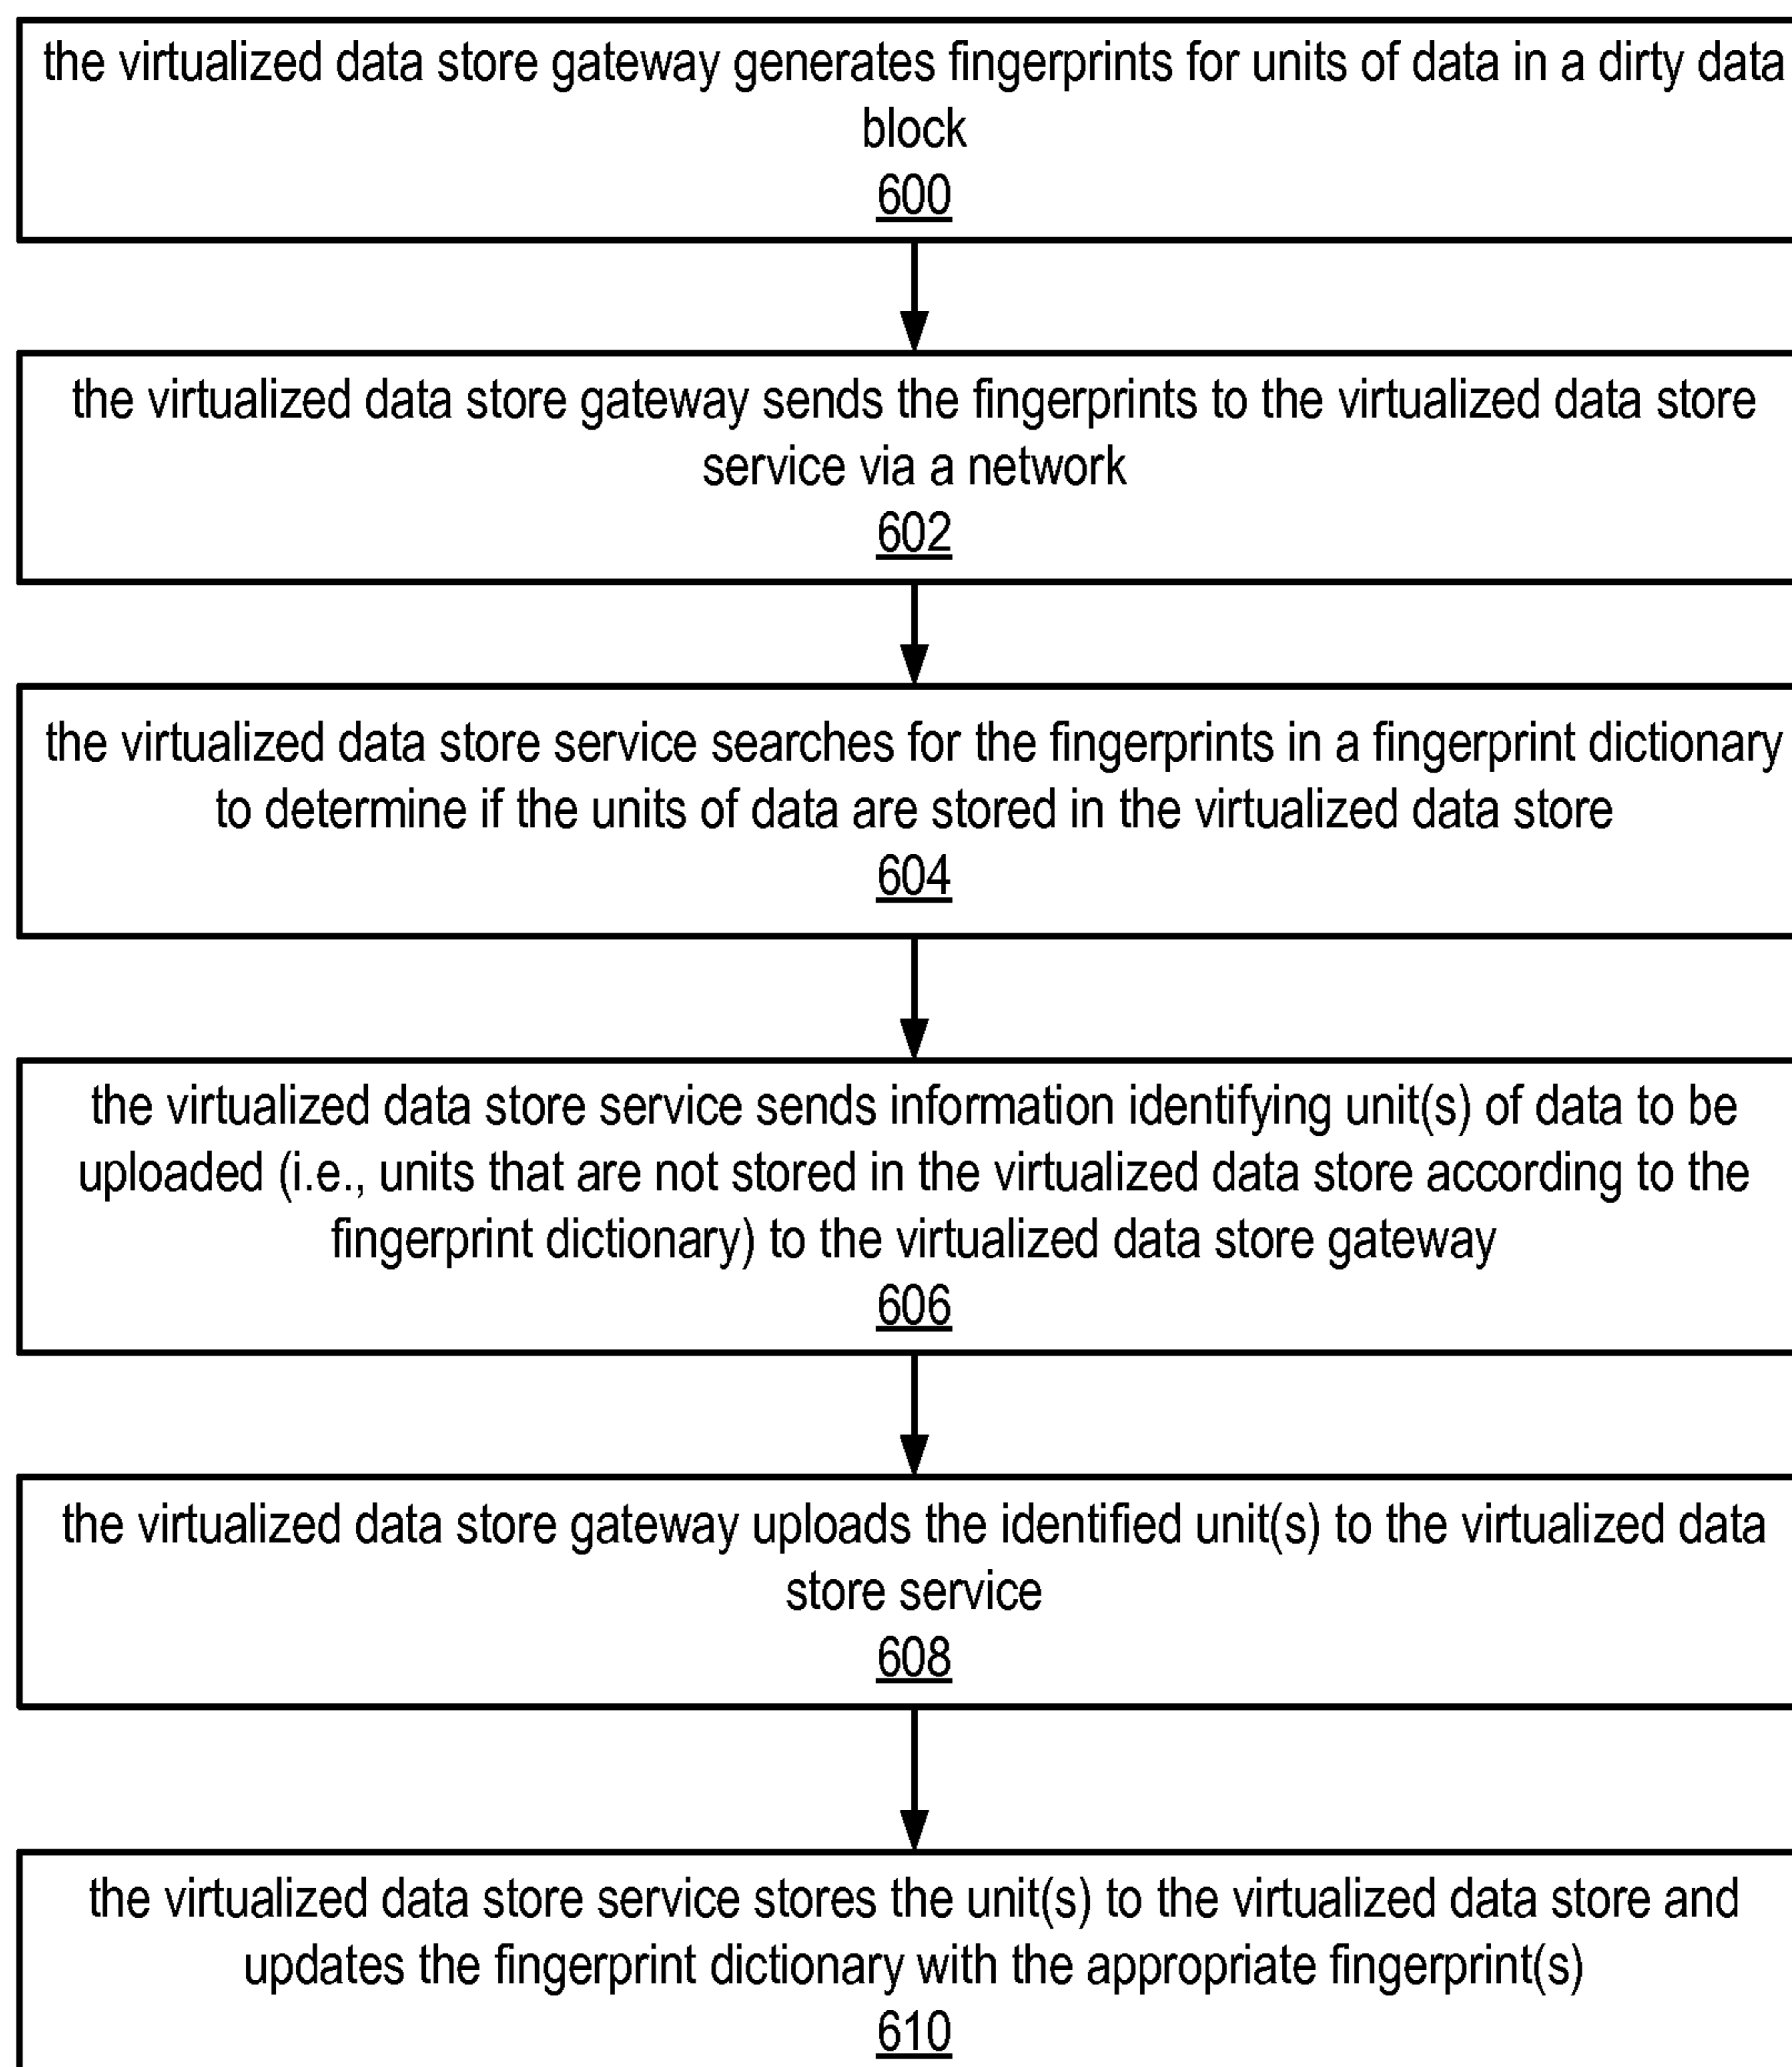 the virtualized data store gateway generates fingerprints for units of data in a dirty data
block
600
the virtualized data store gateway sends the fingerprints to the virtualized data store
service via a network
602
the virtualized data store service searches for the fingerprints in a fingerprint dictionary
to determine if the units of data are stored in the virtualized data store
604
the virtualized data store service sends information identifying unit(s) of data to be
uploaded (i.e., units that are not stored in the virtualized data store according to the
fingerprint dictionary) to the virtualized data store gateway
606
the virtualized data store gateway uploads the identified unit(s) to the virtualized data
store service
608
the virtualized data store service stores the unit(s) to the virtualized data store and
updates the fingerprint dictionary with the appropriate fingerprint(s)
610